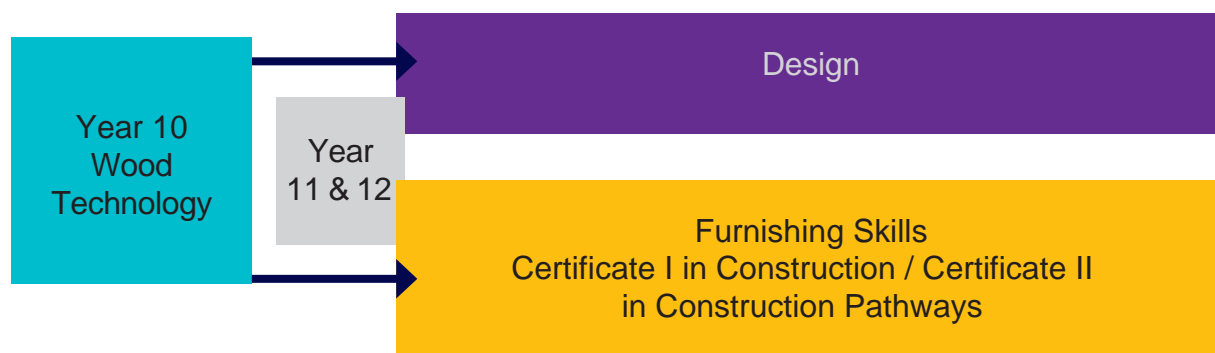 Year 10
Wood
Technology
Year
11 & 12
Design
Furnishing Skills
Certificate I in Construction / Certificate II
in Construction Pathways